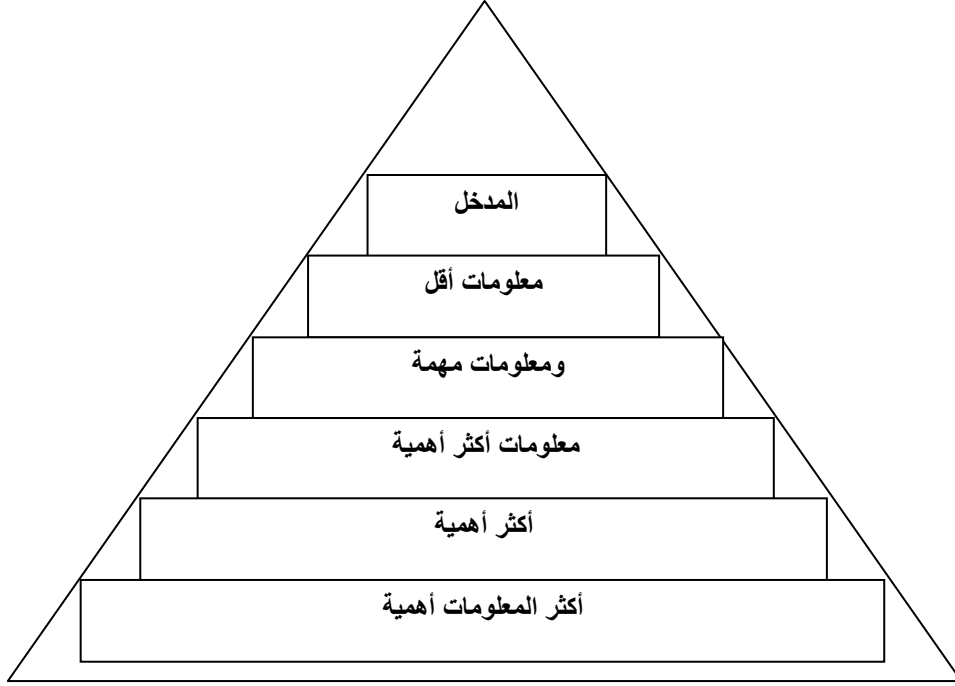 المدخل
معلومات أقل
ومعلومات مهمة
معلومات أكثر أهمية
أكثر أهمية
أكثر المعلومات أهمية